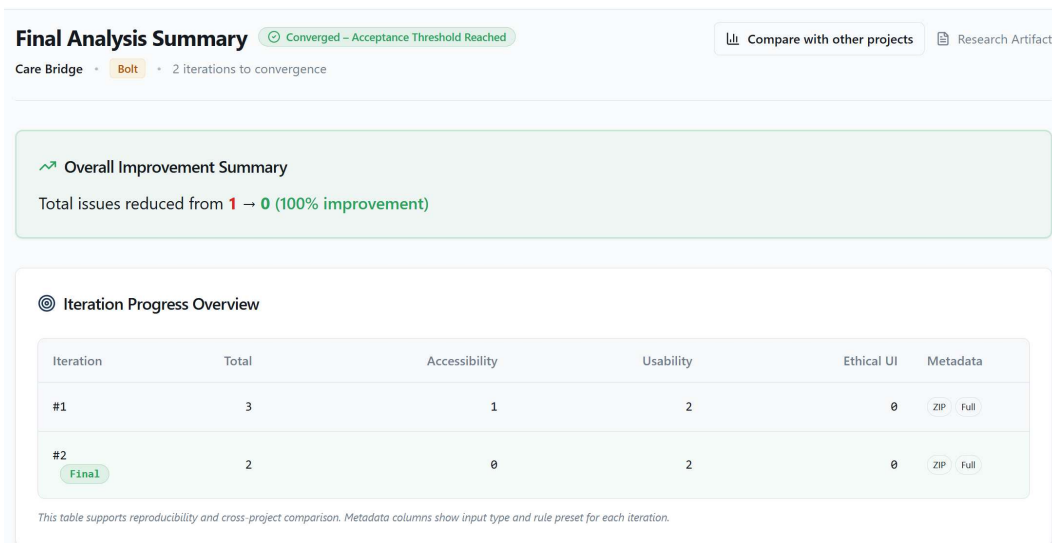 Final Analysis Summary Converged – Acceptance Threshold Reached Compare with other projects Research Artifact
Care Bridge • Bolt • 2 iterations to convergence
Overall Improvement Summary
Total issues reduced from 1 → 0 (100% improvement)
Iteration Progress Overview
Iteration Total Accessibility Usability Ethical UI Metadata
#1 3 1 2 0 ZIP Full
#2 2 0 2 0 ZIP Full
Final
This table supports reproducibility and cross-project comparison. Metadata columns show input type and rule preset for each iteration.